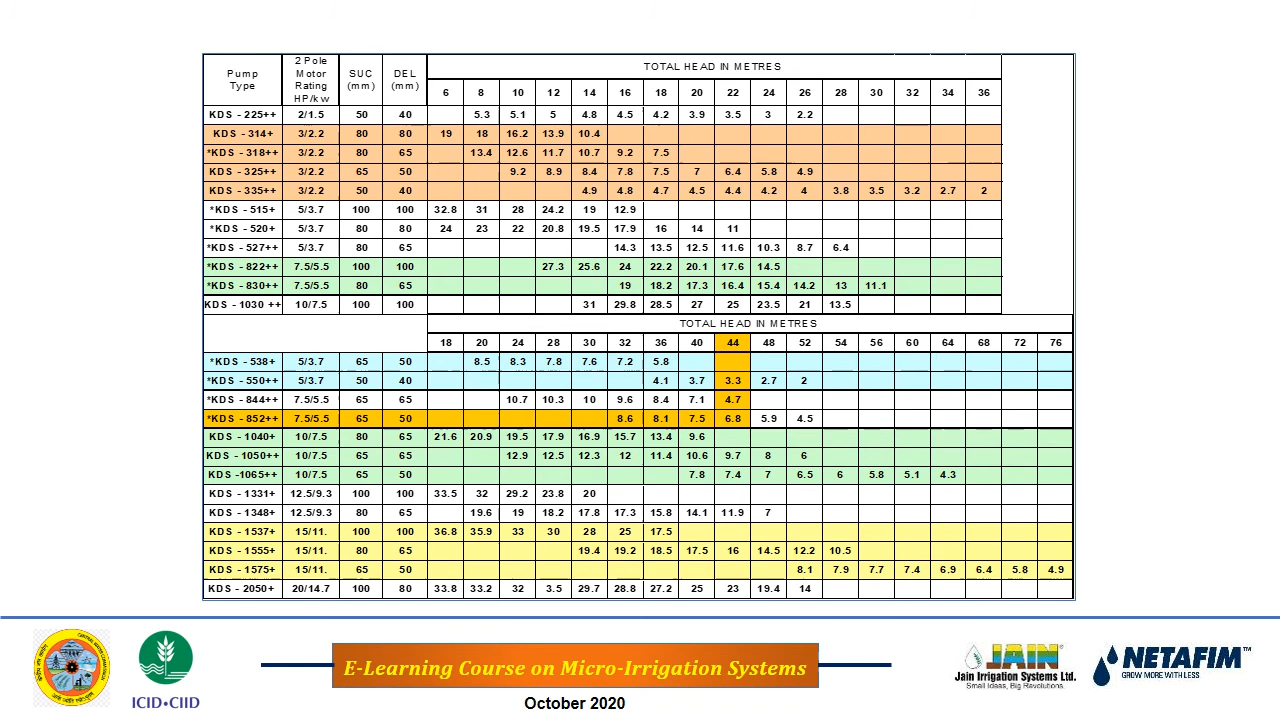 Pump Type 2 Pole Motor Rating HP/kw SUC (mm) DEL (mm) TOTAL HEAD IN METRES
6 8 10 12 14 16 18 20 22 24 26 28 30 32 34 36
KDS - 225++ 2/1.5 50 40 5.3 5.1 5 4.8 4.5 4.2 3.9 3.5 3 2.2
KDS - 314+ 3/2.2 80 80 19 18 16.2 13.9 10.4
*KDS - 318++ 3/2.2 80 65 13.4 12.6 11.7 10.7 9.2 7.5
KDS - 325++ 3/2.2 65 50 9.2 8.9 8.4 7.8 7.5 7 6.4 5.8 4.9
KDS - 335++ 3/2.2 50 40 4.9 4.8 4.7 4.5 4.4 4.2 4 3.8 3.5 3.2 2.7 2
*KDS - 515+ 5/3.7 100 100 32.8 31 28 24.2 19 12.9
*KDS - 520+ 5/3.7 80 80 24 23 22 20.8 19.5 17.9 16 14 11
*KDS - 527++ 5/3.7 80 65 14.3 13.5 12.5 11.6 10.3 8.7 6.4
*KDS - 822++ 7.5/5.5 100 100 27.3 25.6 24 22.2 20.1 17.6 14.5
*KDS - 830++ 7.5/5.5 80 65 19 18.2 17.3 16.4 15.4 14.2 13 11.1
KDS - 1030 ++ 10/7.5 100 100 31 29.8 28.5 27 25 23.5 21 13.5
TOTAL HEAD IN METRES
18 20 24 28 30 32 36 40 44 48 52 54 56 60 64 68 72 76
*KDS - 538+ 5/3.7 65 50 8.5 8.3 7.8 7.6 7.2 5.8
*KDS - 550++ 5/3.7 50 40 4.1 3.7 3.3 2.7 2
*KDS - 844++ 7.5/5.5 65 65 10.7 10.3 10 9.6 8.4 7.1 4.7
*KDS - 852++ 7.5/5.5 65 50 8.6 8.1 7.5 6.8 5.9 4.5
KDS - 1040+ 10/7.5 80 65 21.6 20.9 19.5 17.9 16.9 15.7 13.4 9.6
KDS - 1050++ 10/7.5 65 65 12.9 12.5 12.3 12 11.4 10.6 9.7 8 6
KDS -1065++ 10/7.5 65 50 7.8 7.4 7 6.5 6 5.8 5.1 4.3
KDS - 1331+ 12.5/9.3 100 100 33.5 32 29.2 23.8 20
KDS - 1348+ 12.5/9.3 80 65 19.6 19 18.2 17.8 17.3 15.8 14.1 11.9 7
KDS - 1537+ 15/11. 100 100 36.8 35.9 33 30 28 25 17.5
KDS - 1555+ 15/11. 80 65 19.4 19.2 18.5 17.5 16 14.5 12.2 10.5
KDS - 1575+ 15/11. 65 50 8.1 7.9 7.7 7.4 6.9 6.4 5.8 4.9
KDS - 2050+ 20/14.7 100 80 33.8 33.2 32 3.5 29.7 28.8 27.2 25 23 19.4 14
ICID•CIID
E-Learning Course on Micro-Irrigation Systems
October 2020
JAIN®
Jain Irrigation Systems Ltd.
Small Ideas, Big Revolutions.
NETAFIM™
GROW MORE WITH LESS